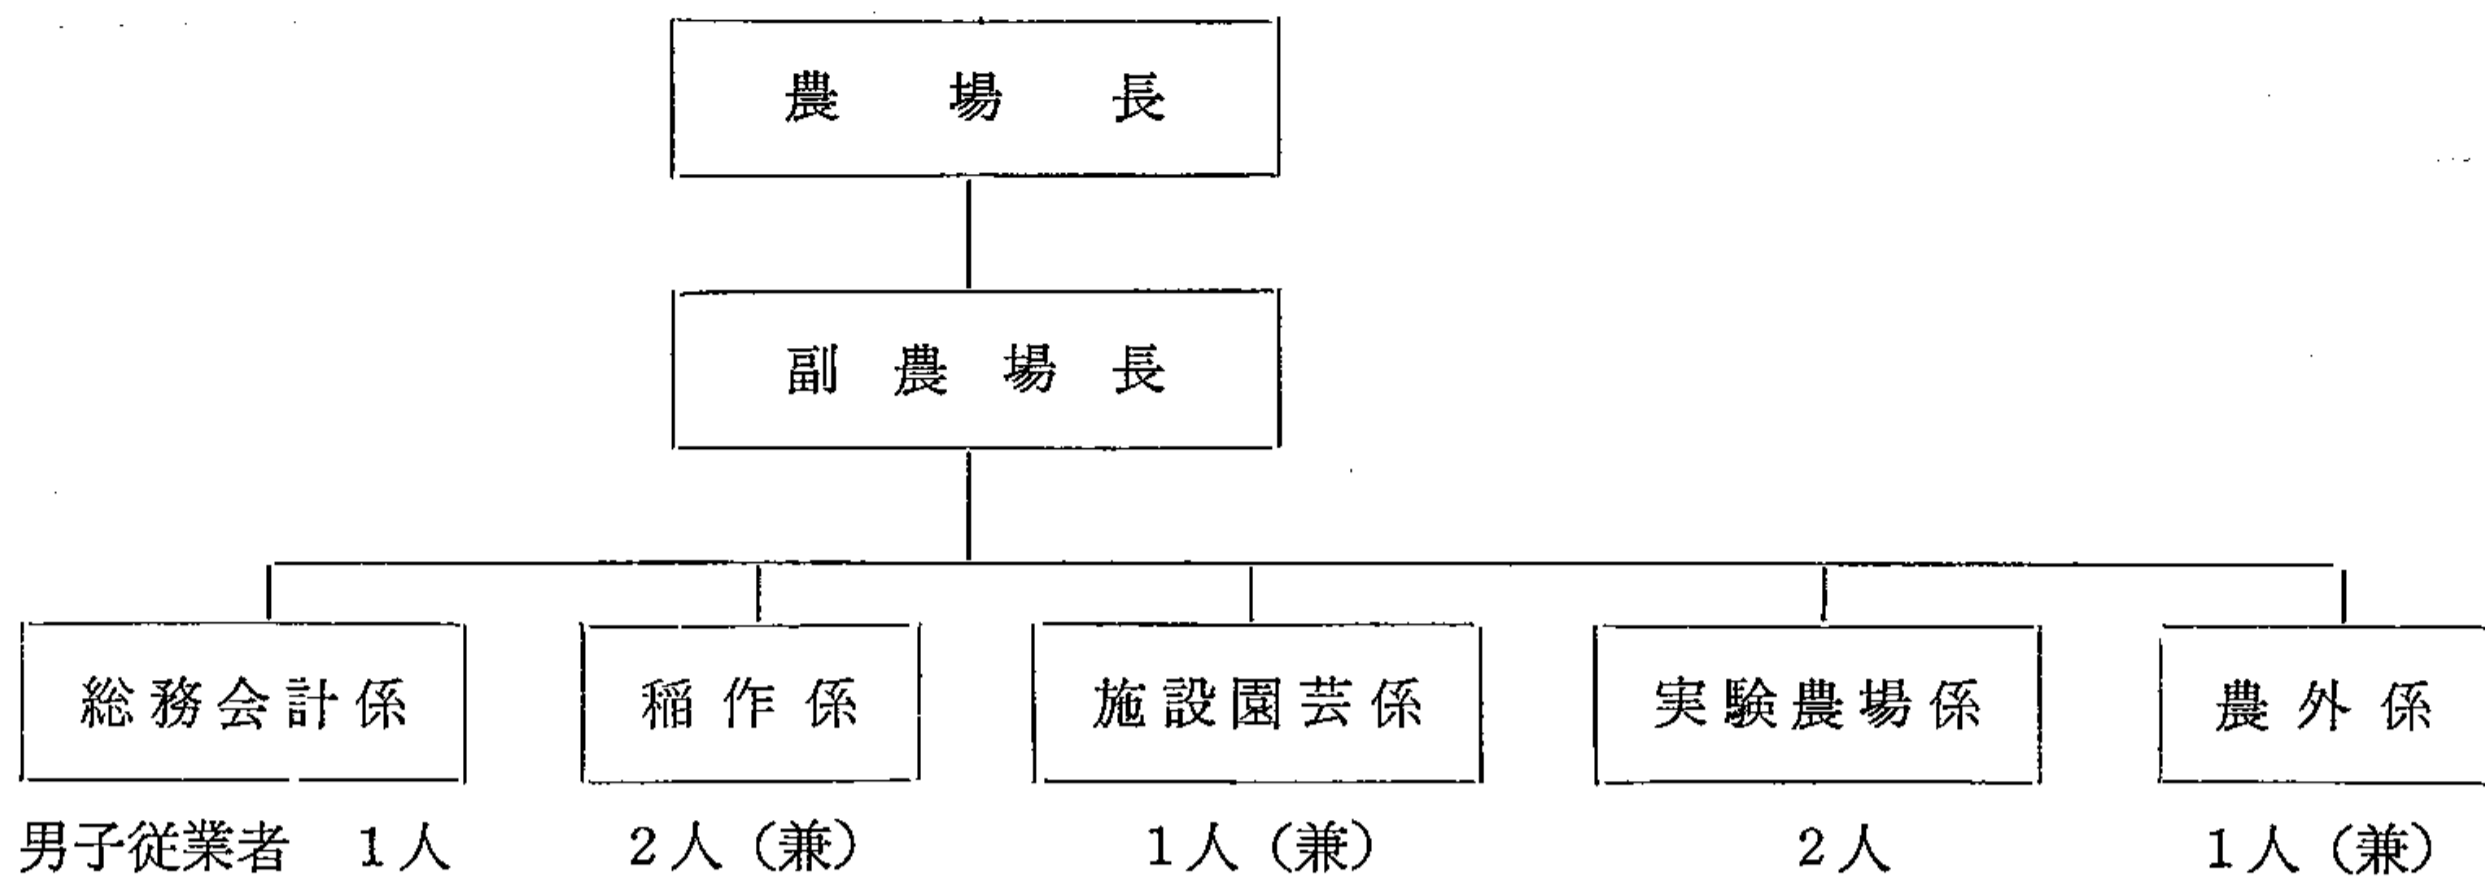 農場長
副農場長
総務会計係 稲作係 施設園芸係 実験農場係 農外係
男子従業者 1人 2人(兼) 1人(兼) 2人 1人(兼)